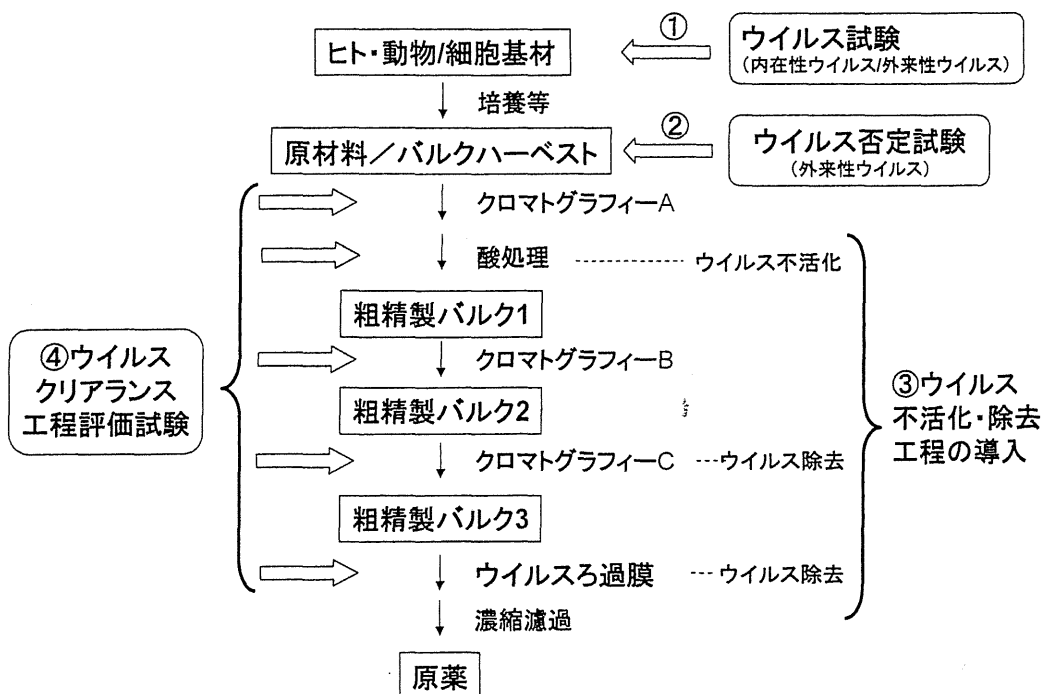 ①
ヒト・動物/細胞基材
ウイルス試験
(内在性ウイルス/外来性ウイルス)
培養等
②
原材料／バルクハーベスト
ウイルス否定試験
(外来性ウイルス)
クロマトグラフィーA
酸処理
ウイルス不活化
粗精製バルク1
クロマトグラフィーB
④ウイルス
クリアランス
工程評価試験
粗精製バルク2
③ウイルス
不活化・除去
工程の導入
クロマトグラフィーC
ウイルス除去
粗精製バルク3
ウイルスろ過膜
ウイルス除去
濃縮濾過
原薬